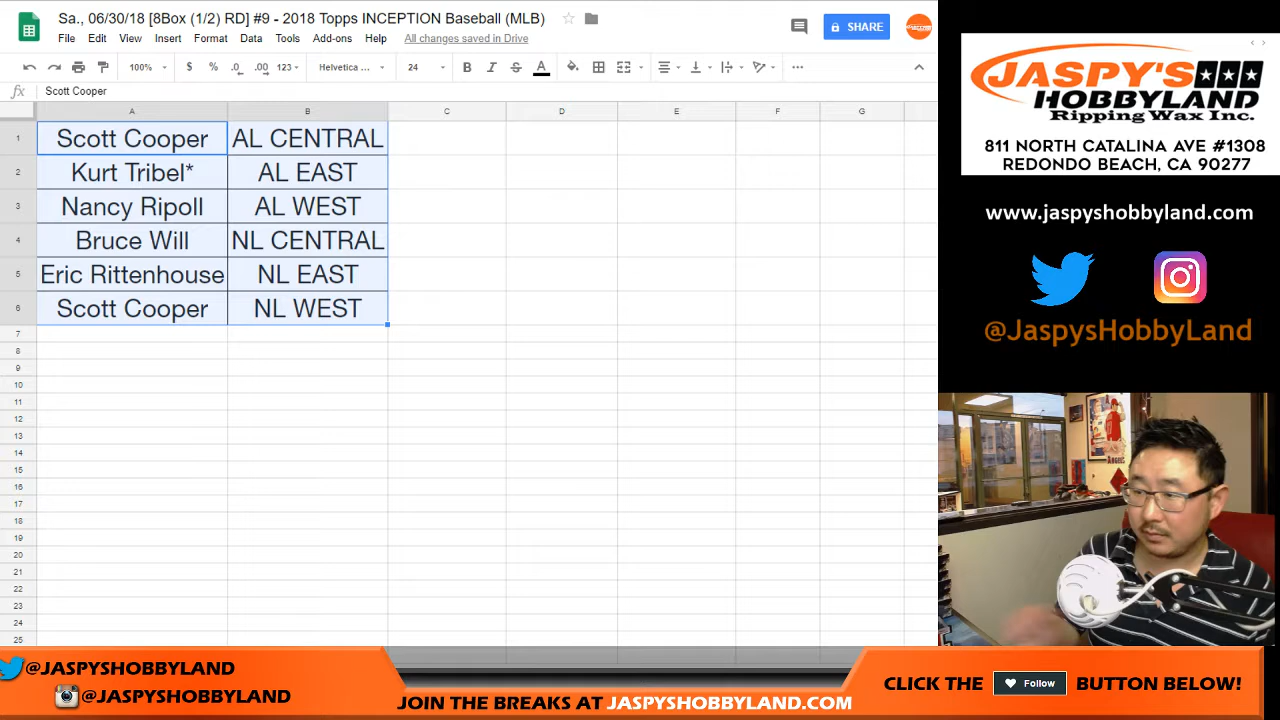 Sa., 06/30/18 [8Box (1/2) RD] #9 - 2018 Topps INCEPTION Baseball (MLB)
File Edit View Insert Format Data Tools Add-ons Help All changes saved in Drive
SHARE
100% $ % .0 .00 123 Helvetica ... 24 B I S A
fx Scott Cooper
A B C D E F G
1 Scott Cooper AL CENTRAL
2 Kurt Tribel* AL EAST
3 Nancy Ripoll AL WEST
4 Bruce Will NL CENTRAL
5 Eric Rittenhouse NL EAST
6 Scott Cooper NL WEST
7
8
9
10
11
12
13
14
15
16
17
18
19
20
21
22
23
24
25
JASPY'S
HOBBYLAND
Ripping Wax Inc.
811 NORTH CATALINA AVE #1308
REDONDO BEACH, CA 90277
www.jaspyshobbyland.com
@JaspysHobbyLand
@JASPYSHOBBYLAND
@JASPYSHOBBYLAND
JOIN THE BREAKS AT JASPYSHOBBYLAND.COM
CLICK THE Follow BUTTON BELOW!